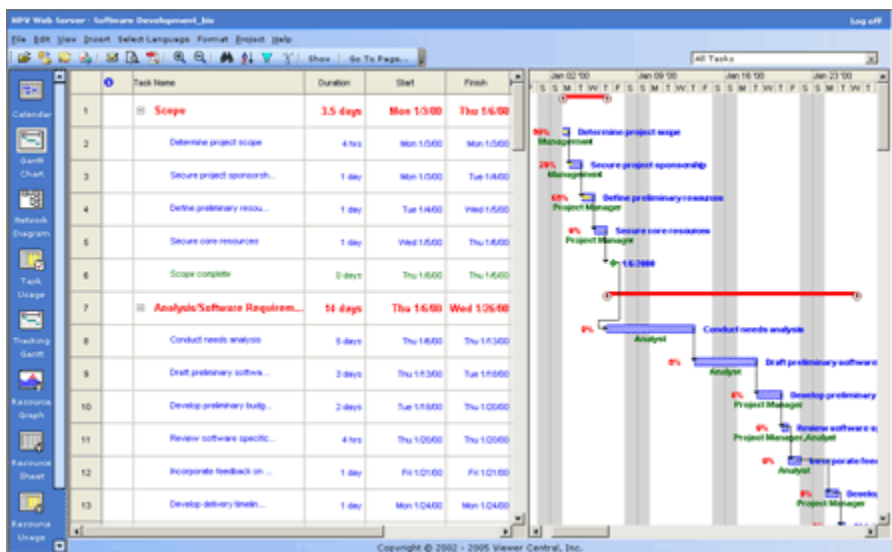 NPV Web Server - Software Development_bis
Log off
File Edit View Insert Select Language Format Project Help
Show Go To Page...
All Tasks
Calendar
Gantt Chart
Network Diagram
Task Usage
Tracking Gantt
Resource Graph
Resource Sheet
Resource Usage
Task Name Duration Start Finish
1 Scope 3.5 days Mon 1/3/00 Thu 1/6/00
2 Determine project scope 4 hrs Mon 1/3/00 Mon 1/3/00
3 Secure project sponsorsh... 1 day Mon 1/3/00 Tue 1/4/00
4 Define preliminary resou... 1 day Tue 1/4/00 Wed 1/5/00
5 Secure core resources 1 day Wed 1/5/00 Thu 1/6/00
6 Scope complete 0 days Thu 1/6/00 Thu 1/6/00
7 Analysis/Software Requirem... 14 days Thu 1/6/00 Wed 1/26/00
8 Conduct needs analysis 5 days Thu 1/6/00 Thu 1/13/00
9 Draft preliminary softwa... 3 days Thu 1/13/00 Tue 1/18/00
10 Develop preliminary budg... 2 days Tue 1/18/00 Thu 1/20/00
11 Review software specific... 4 hrs Thu 1/20/00 Thu 1/20/00
12 Incorporate feedback on ... 1 day Fri 1/21/00 Fri 1/21/00
13 Develop delivery timelin... 1 day Mon 1/24/00 Mon 1/24/00
Jan 02 '00 Jan 09 '00 Jan 16 '00 Jan 23 '00
F S S M T W T F S S M T W T F S S M T W T F S S M T W T
Determine project scope
Management
Secure project sponsorship
Management
Define preliminary resources
Project Manager
0% Secure core resources
Project Manager
1/6/2000
0% Conduct needs analysis
Analyst
0% Draft preliminary software
Analyst
0% Develop preliminary
Project Manager
0% Review software s
Project Manager,Analyst
0% Incorporate feed
Analyst
0% Develo
Project Manager
Copyright © 2002 - 2005 Viewer Central, Inc.